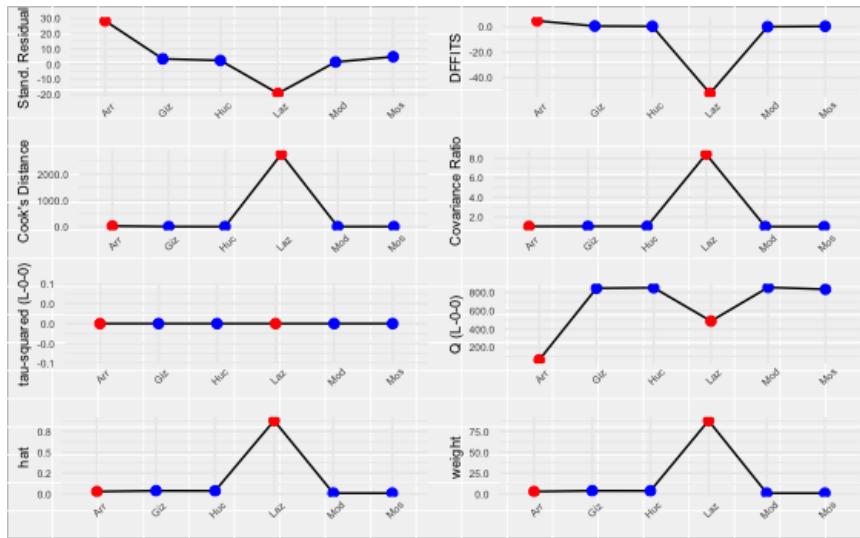 Stand. Residual
30.0
20.0
10.0
0.0
-10.0
-20.0
Arr Giz Huc Laz Mod Mos
DFFITS
0.0
-20.0
-40.0
Arr Giz Huc Laz Mod Mos
Cook's Distance
2000.0
1000.0
0.0
Arr Giz Huc Laz Mod Mos
Covariance Ratio
8.0
6.0
4.0
2.0
Arr Giz Huc Laz Mod Mos
tau-squared (L-0-0)
0.1
0.0
0.0
-0.0
-0.1
Arr Giz Huc Laz Mod Mos
Q (L-0-0)
800.0
600.0
400.0
200.0
Arr Giz Huc Laz Mod Mos
hat
0.8
0.5
0.2
0.0
Arr Giz Huc Laz Mod Mos
weight
75.0
50.0
25.0
0.0
Arr Giz Huc Laz Mod Mos